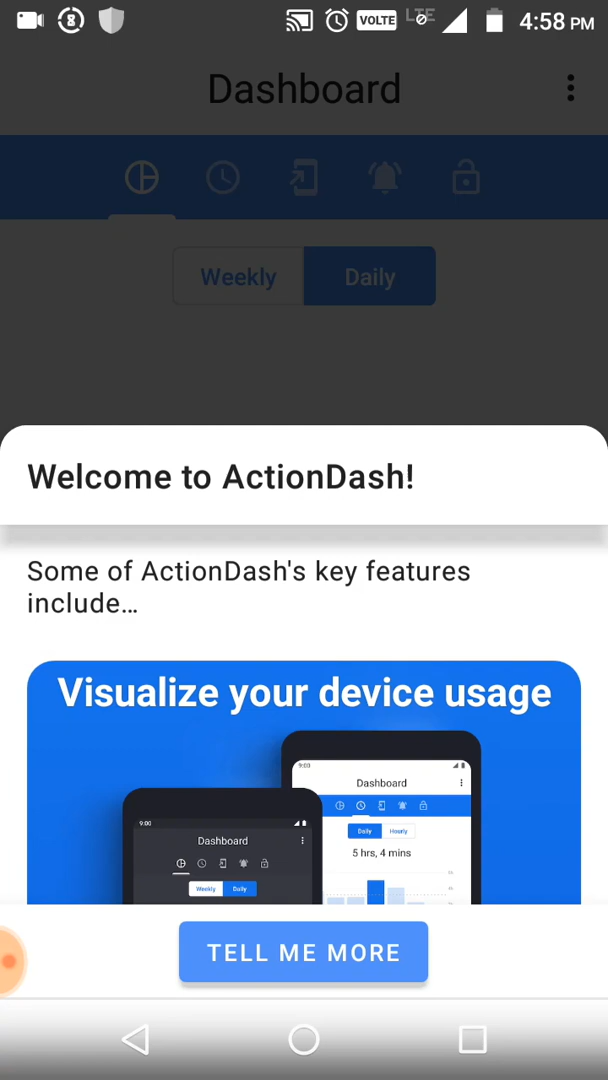 VOLTE LTE 4:58 PM
Dashboard
Weekly Daily
Welcome to ActionDash!
Some of ActionDash's key features
include…
Visualize your device usage
9:00
Dashboard
Daily Hourly
5 hrs, 4 mins
9:00
Dashboard
Weekly Daily
TELL ME MORE